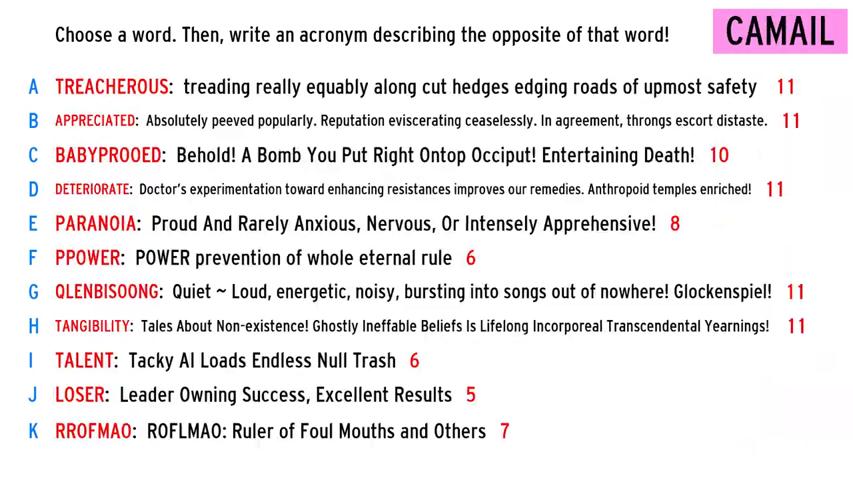 Choose a word. Then, write an acronym describing the opposite of that word!
CAMAIL
A TREACHEROUS: treading really equably along cut hedges edging roads of upmost safety 11
B APPRECIATED: Absolutely peeved popularly. Reputation eviscerating ceaselessly. In agreement, throngs escort distaste. 11
C BABYPROOED: Behold! A Bomb You Put Right Ontop Occiput! Entertaining Death! 10
D DETERIORATE: Doctor's experimentation toward enhancing resistances improves our remedies. Anthropoid temples enriched! 11
E PARANOIA: Proud And Rarely Anxious, Nervous, Or Intensely Apprehensive! 8
F PPOWER: POWER prevention of whole eternal rule 6
G QLENBISOONG: Quiet ~ Loud, energetic, noisy, bursting into songs out of nowhere! Glockenspiel! 11
H TANGIBILITY: Tales About Non-existence! Ghostly Ineffable Beliefs Is Lifelong Incorporeal Transcendental Yearnings! 11
I TALENT: Tacky AI Loads Endless Null Trash 6
J LOSER: Leader Owning Success, Excellent Results 5
K RROFMAO: ROFLMAO: Ruler of Foul Mouths and Others 7